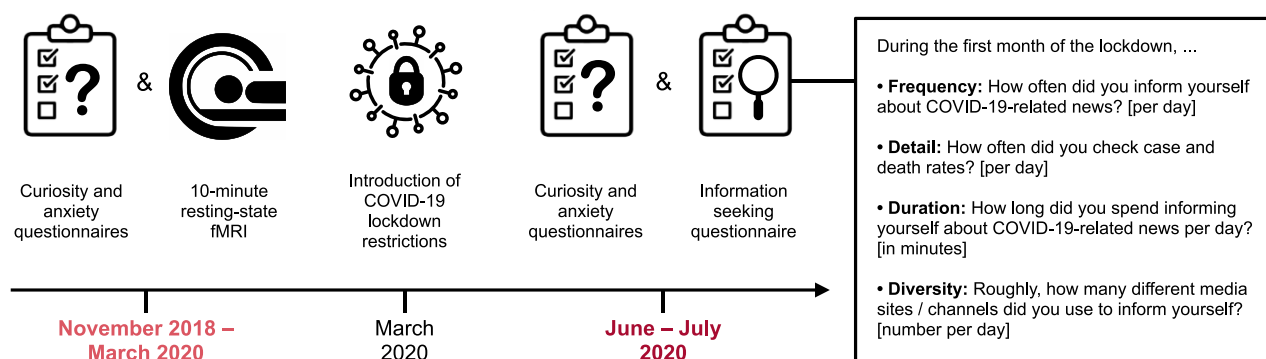 &
&
Curiosity and
anxiety
questionnaires
10-minute
resting-state
fMRI
Introduction of
COVID-19
lockdown
restrictions
Curiosity and
anxiety
questionnaires
Information
seeking
questionnaire
November 2018 –
March 2020
March
2020
June – July
2020
During the first month of the lockdown, ...
• Frequency: How often did you inform yourself
about COVID-19-related news? [per day]
• Detail: How often did you check case and
death rates? [per day]
• Duration: How long did you spend informing
yourself about COVID-19-related news per day?
[in minutes]
• Diversity: Roughly, how many different media
sites / channels did you use to inform yourself?
[number per day]